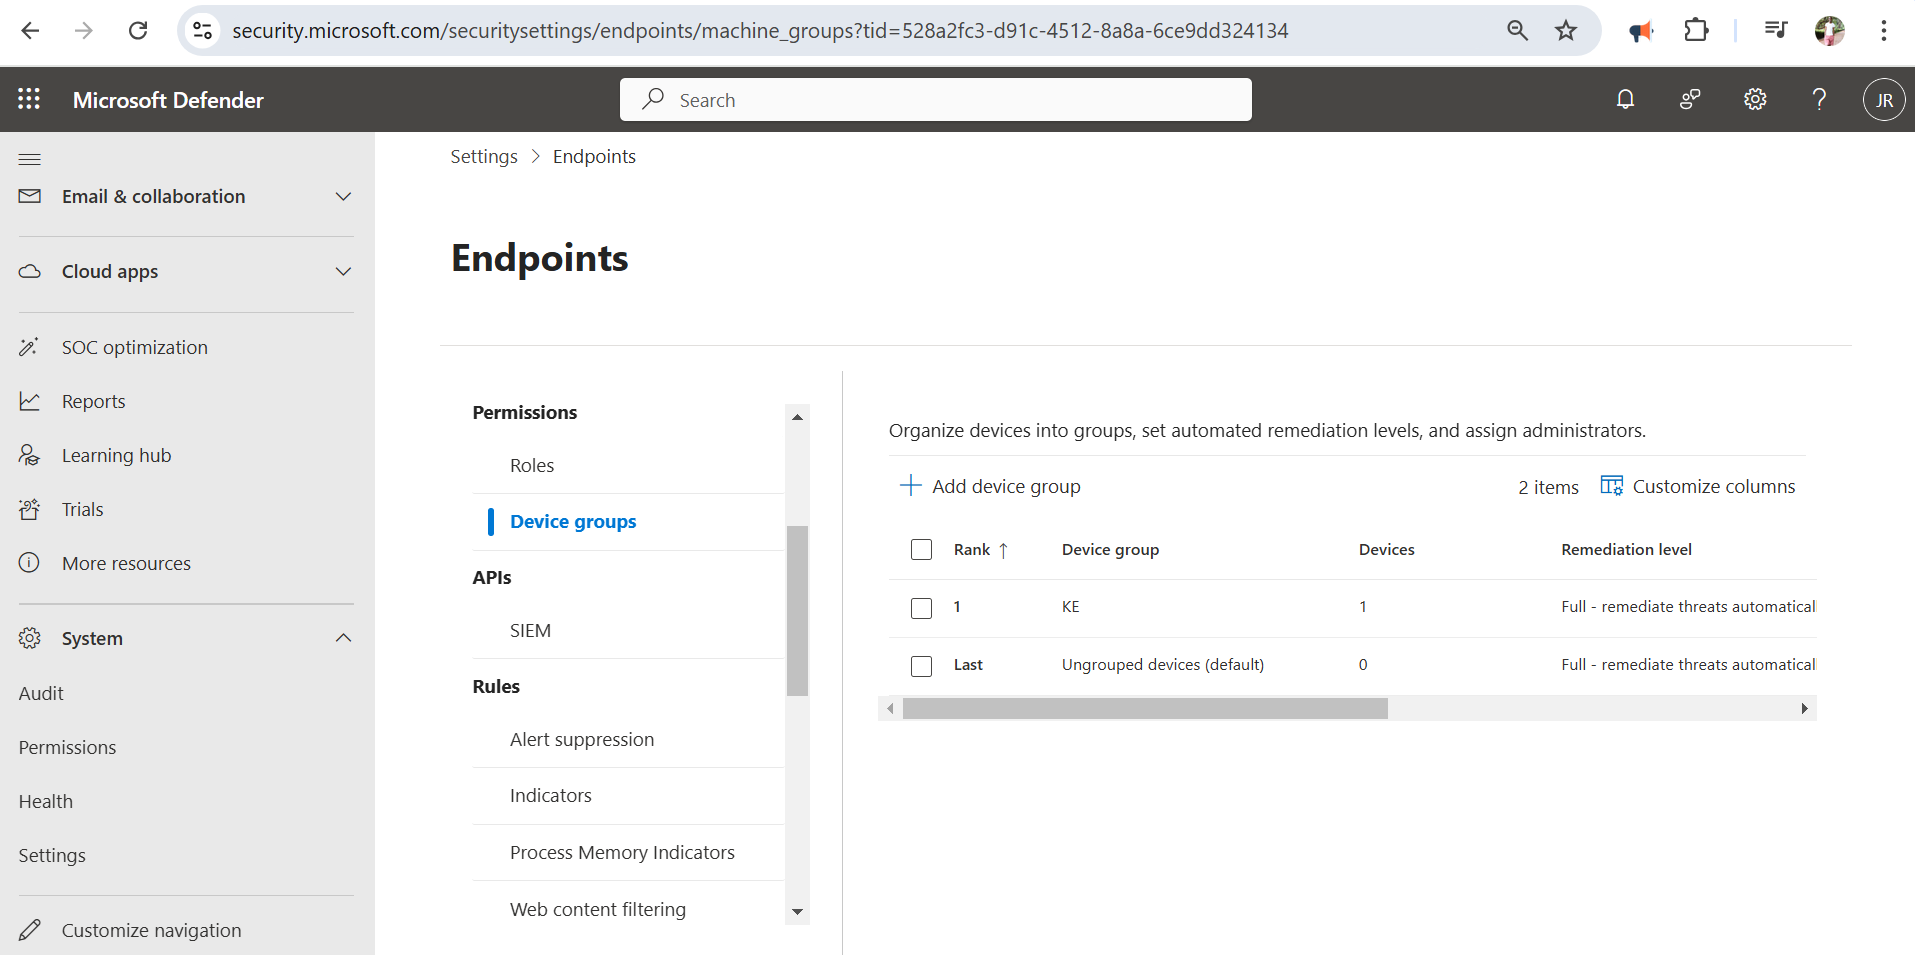 security.microsoft.com/securitysettings/endpoints/machine_groups?tid=528a2fc3-d91c-4512-8a8a-6ce9dd324134
Microsoft Defender
Search
JR
Email & collaboration
Cloud apps
SOC optimization
Reports
Learning hub
Trials
More resources
System
Audit
Permissions
Health
Settings
Customize navigation
Settings > Endpoints
Endpoints
Permissions
Roles
Device groups
APIs
SIEM
Rules
Alert suppression
Indicators
Process Memory Indicators
Web content filtering
Organize devices into groups, set automated remediation levels, and assign administrators.
Add device group
2 items
Customize columns
Rank ↑ Device group Devices Remediation level
1 KE 1 Full - remediate threats automatical
Last Ungrouped devices (default) 0 Full - remediate threats automatical